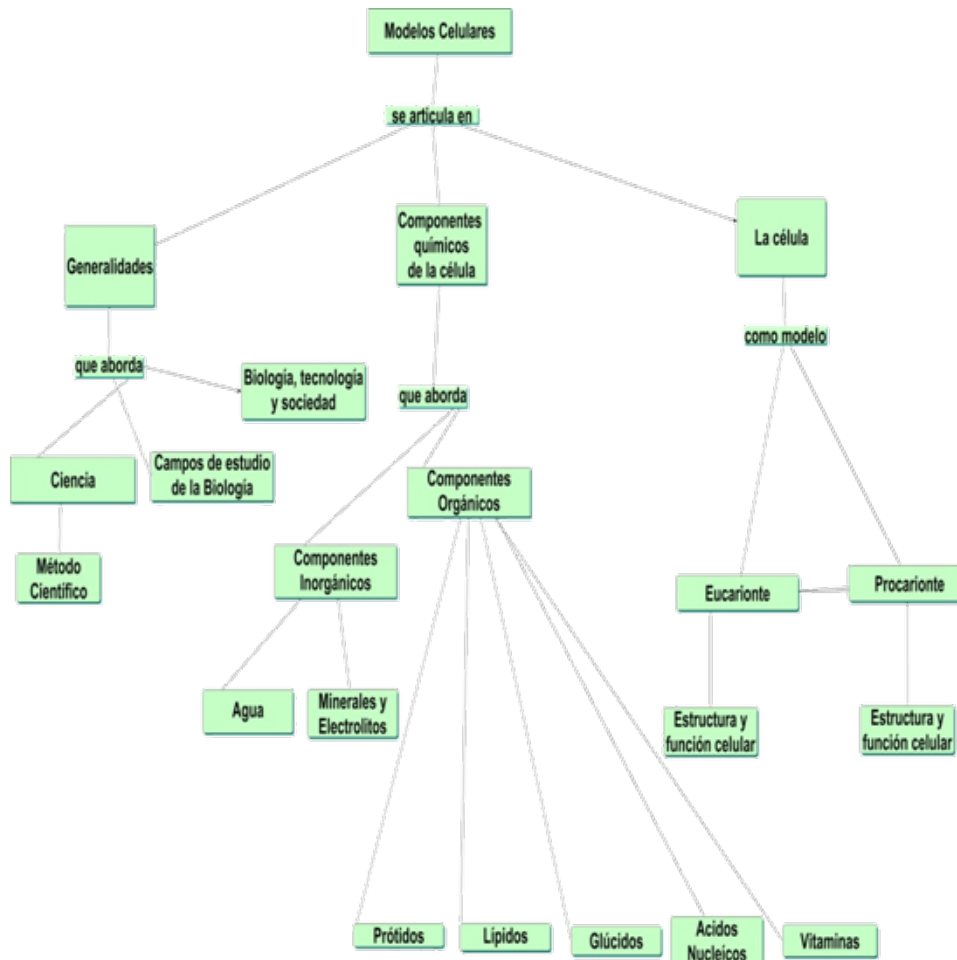 Modelos Celulares
se articula en
Generalidades
Componentes
químicos
de la célula
La célula
que aborda
Biología, tecnología
y sociedad
Ciencia
Campos de estudio
de la Biología
Método
Científico
que aborda
Componentes
Orgánicos
Componentes
Inorgánicos
Agua
Minerales y
Electrolitos
como modelo
Eucarionte
Procarionte
Estructura y
función celular
Estructura y
función celular
Prótidos
Lípidos
Glúcidos
Acidos
Nucleícos
Vitaminas